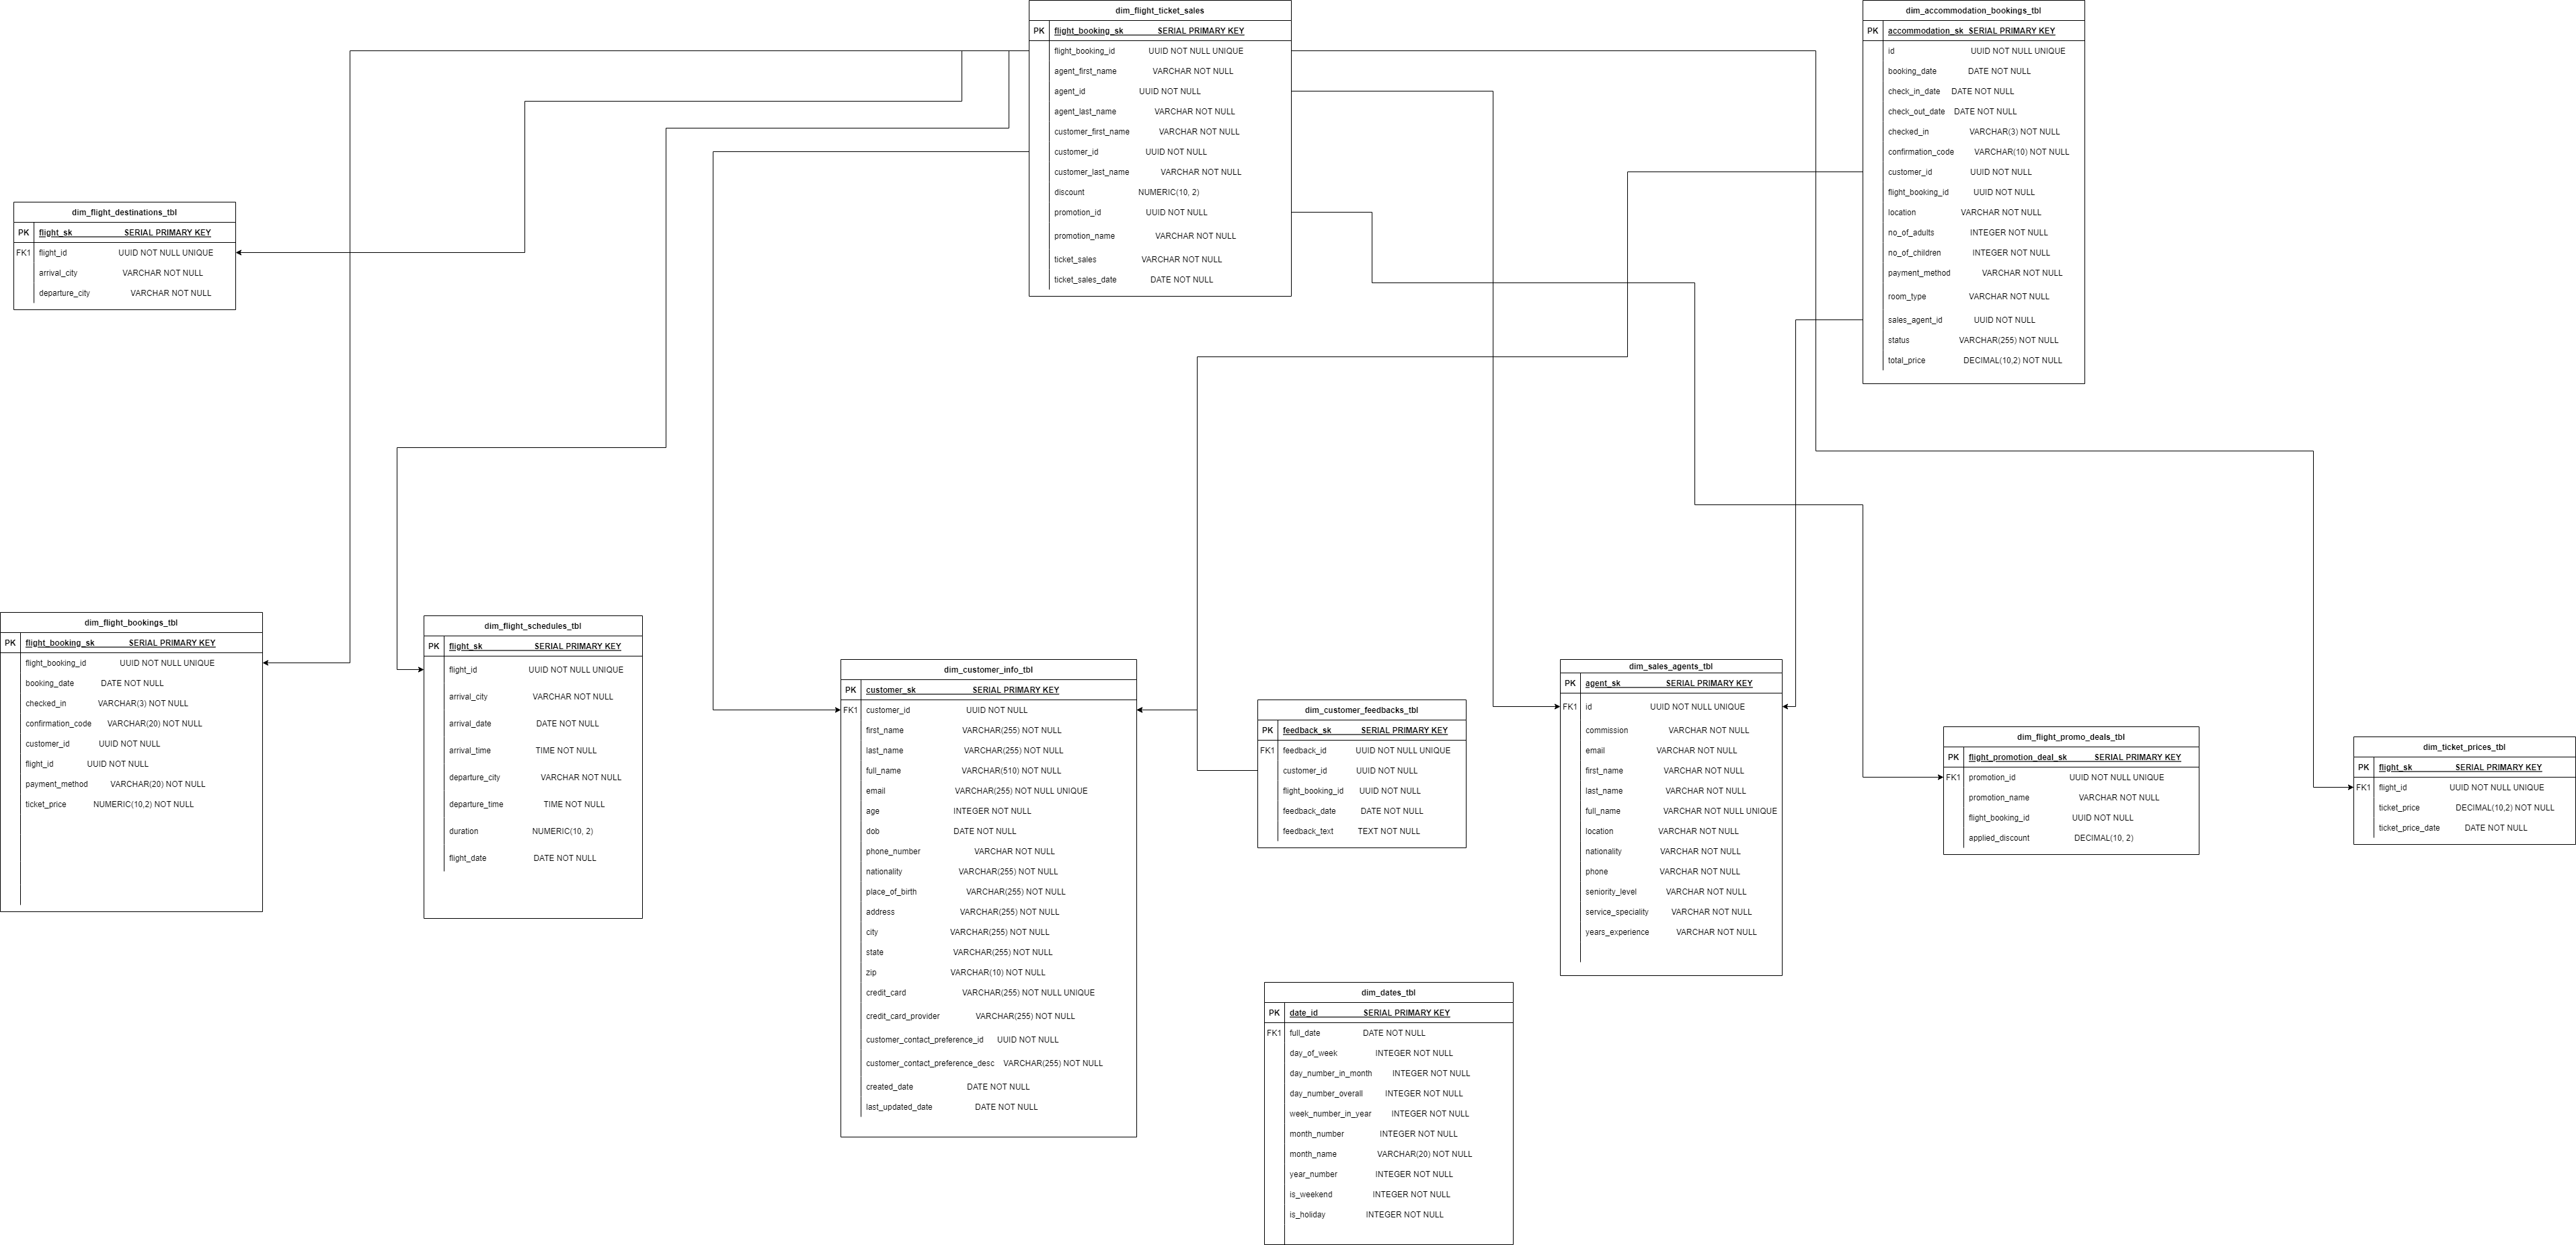 dim_flight_ticket_sales
PK flight_booking_sk SERIAL PRIMARY KEY
flight_booking_id UUID NOT NULL UNIQUE
agent_first_name VARCHAR NOT NULL
agent_id UUID NOT NULL
agent_last_name VARCHAR NOT NULL
customer_first_name VARCHAR NOT NULL
customer_id UUID NOT NULL
customer_last_name VARCHAR NOT NULL
discount NUMERIC(10, 2)
promotion_id UUID NOT NULL
promotion_name VARCHAR NOT NULL
ticket_sales VARCHAR NOT NULL
ticket_sales_date DATE NOT NULL
dim_accommodation_bookings_tbl
PK accommodation_sk SERIAL PRIMARY KEY
id UUID NOT NULL UNIQUE
booking_date DATE NOT NULL
check_in_date DATE NOT NULL
check_out_date DATE NOT NULL
checked_in VARCHAR(3) NOT NULL
confirmation_code VARCHAR(10) NOT NULL
customer_id UUID NOT NULL
flight_booking_id UUID NOT NULL
location VARCHAR NOT NULL
no_of_adults INTEGER NOT NULL
no_of_children INTEGER NOT NULL
payment_method VARCHAR NOT NULL
room_type VARCHAR NOT NULL
sales_agent_id UUID NOT NULL
status VARCHAR(255) NOT NULL
total_price DECIMAL(10,2) NOT NULL
dim_flight_destinations_tbl
PK flight_sk SERIAL PRIMARY KEY
FK1 flight_id UUID NOT NULL UNIQUE
arrival_city VARCHAR NOT NULL
departure_city VARCHAR NOT NULL
dim_flight_bookings_tbl
PK flight_booking_sk SERIAL PRIMARY KEY
flight_booking_id UUID NOT NULL UNIQUE
booking_date DATE NOT NULL
checked_in VARCHAR(3) NOT NULL
confirmation_code VARCHAR(20) NOT NULL
customer_id UUID NOT NULL
flight_id UUID NOT NULL
payment_method VARCHAR(20) NOT NULL
ticket_price NUMERIC(10,2) NOT NULL
dim_flight_schedules_tbl
PK flight_sk SERIAL PRIMARY KEY
flight_id UUID NOT NULL UNIQUE
arrival_city VARCHAR NOT NULL
arrival_date DATE NOT NULL
arrival_time TIME NOT NULL
departure_city VARCHAR NOT NULL
departure_time TIME NOT NULL
duration NUMERIC(10, 2)
flight_date DATE NOT NULL
dim_customer_info_tbl
PK customer_sk SERIAL PRIMARY KEY
FK1 customer_id UUID NOT NULL
first_name VARCHAR(255) NOT NULL
last_name VARCHAR(255) NOT NULL
full_name VARCHAR(510) NOT NULL
email VARCHAR(255) NOT NULL UNIQUE
age INTEGER NOT NULL
dob DATE NOT NULL
phone_number VARCHAR NOT NULL
nationality VARCHAR(255) NOT NULL
place_of_birth VARCHAR(255) NOT NULL
address VARCHAR(255) NOT NULL
city VARCHAR(255) NOT NULL
state VARCHAR(255) NOT NULL
zip VARCHAR(10) NOT NULL
credit_card VARCHAR(255) NOT NULL UNIQUE
credit_card_provider VARCHAR(255) NOT NULL
customer_contact_preference_id UUID NOT NULL
customer_contact_preference_desc VARCHAR(255) NOT NULL
created_date DATE NOT NULL
last_updated_date DATE NOT NULL
dim_customer_feedbacks_tbl
PK feedback_sk SERIAL PRIMARY KEY
FK1 feedback_id UUID NOT NULL UNIQUE
customer_id UUID NOT NULL
flight_booking_id UUID NOT NULL
feedback_date DATE NOT NULL
feedback_text TEXT NOT NULL
dim_sales_agents_tbl
PK agent_sk SERIAL PRIMARY KEY
FK1 id UUID NOT NULL UNIQUE
commission VARCHAR NOT NULL
email VARCHAR NOT NULL
first_name VARCHAR NOT NULL
last_name VARCHAR NOT NULL
full_name VARCHAR NOT NULL UNIQUE
location VARCHAR NOT NULL
nationality VARCHAR NOT NULL
phone VARCHAR NOT NULL
seniority_level VARCHAR NOT NULL
service_speciality VARCHAR NOT NULL
years_experience VARCHAR NOT NULL
dim_flight_promo_deals_tbl
PK flight_promotion_deal_sk SERIAL PRIMARY KEY
FK1 promotion_id UUID NOT NULL UNIQUE
promotion_name VARCHAR NOT NULL
flight_booking_id UUID NOT NULL
applied_discount DECIMAL(10, 2)
dim_ticket_prices_tbl
PK flight_sk SERIAL PRIMARY KEY
FK1 flight_id UUID NOT NULL UNIQUE
ticket_price DECIMAL(10,2) NOT NULL
ticket_price_date DATE NOT NULL
dim_dates_tbl
PK date_id SERIAL PRIMARY KEY
FK1 full_date DATE NOT NULL
day_of_week INTEGER NOT NULL
day_number_in_month INTEGER NOT NULL
day_number_overall INTEGER NOT NULL
week_number_in_year INTEGER NOT NULL
month_number INTEGER NOT NULL
month_name VARCHAR(20) NOT NULL
year_number INTEGER NOT NULL
is_weekend INTEGER NOT NULL
is_holiday INTEGER NOT NULL